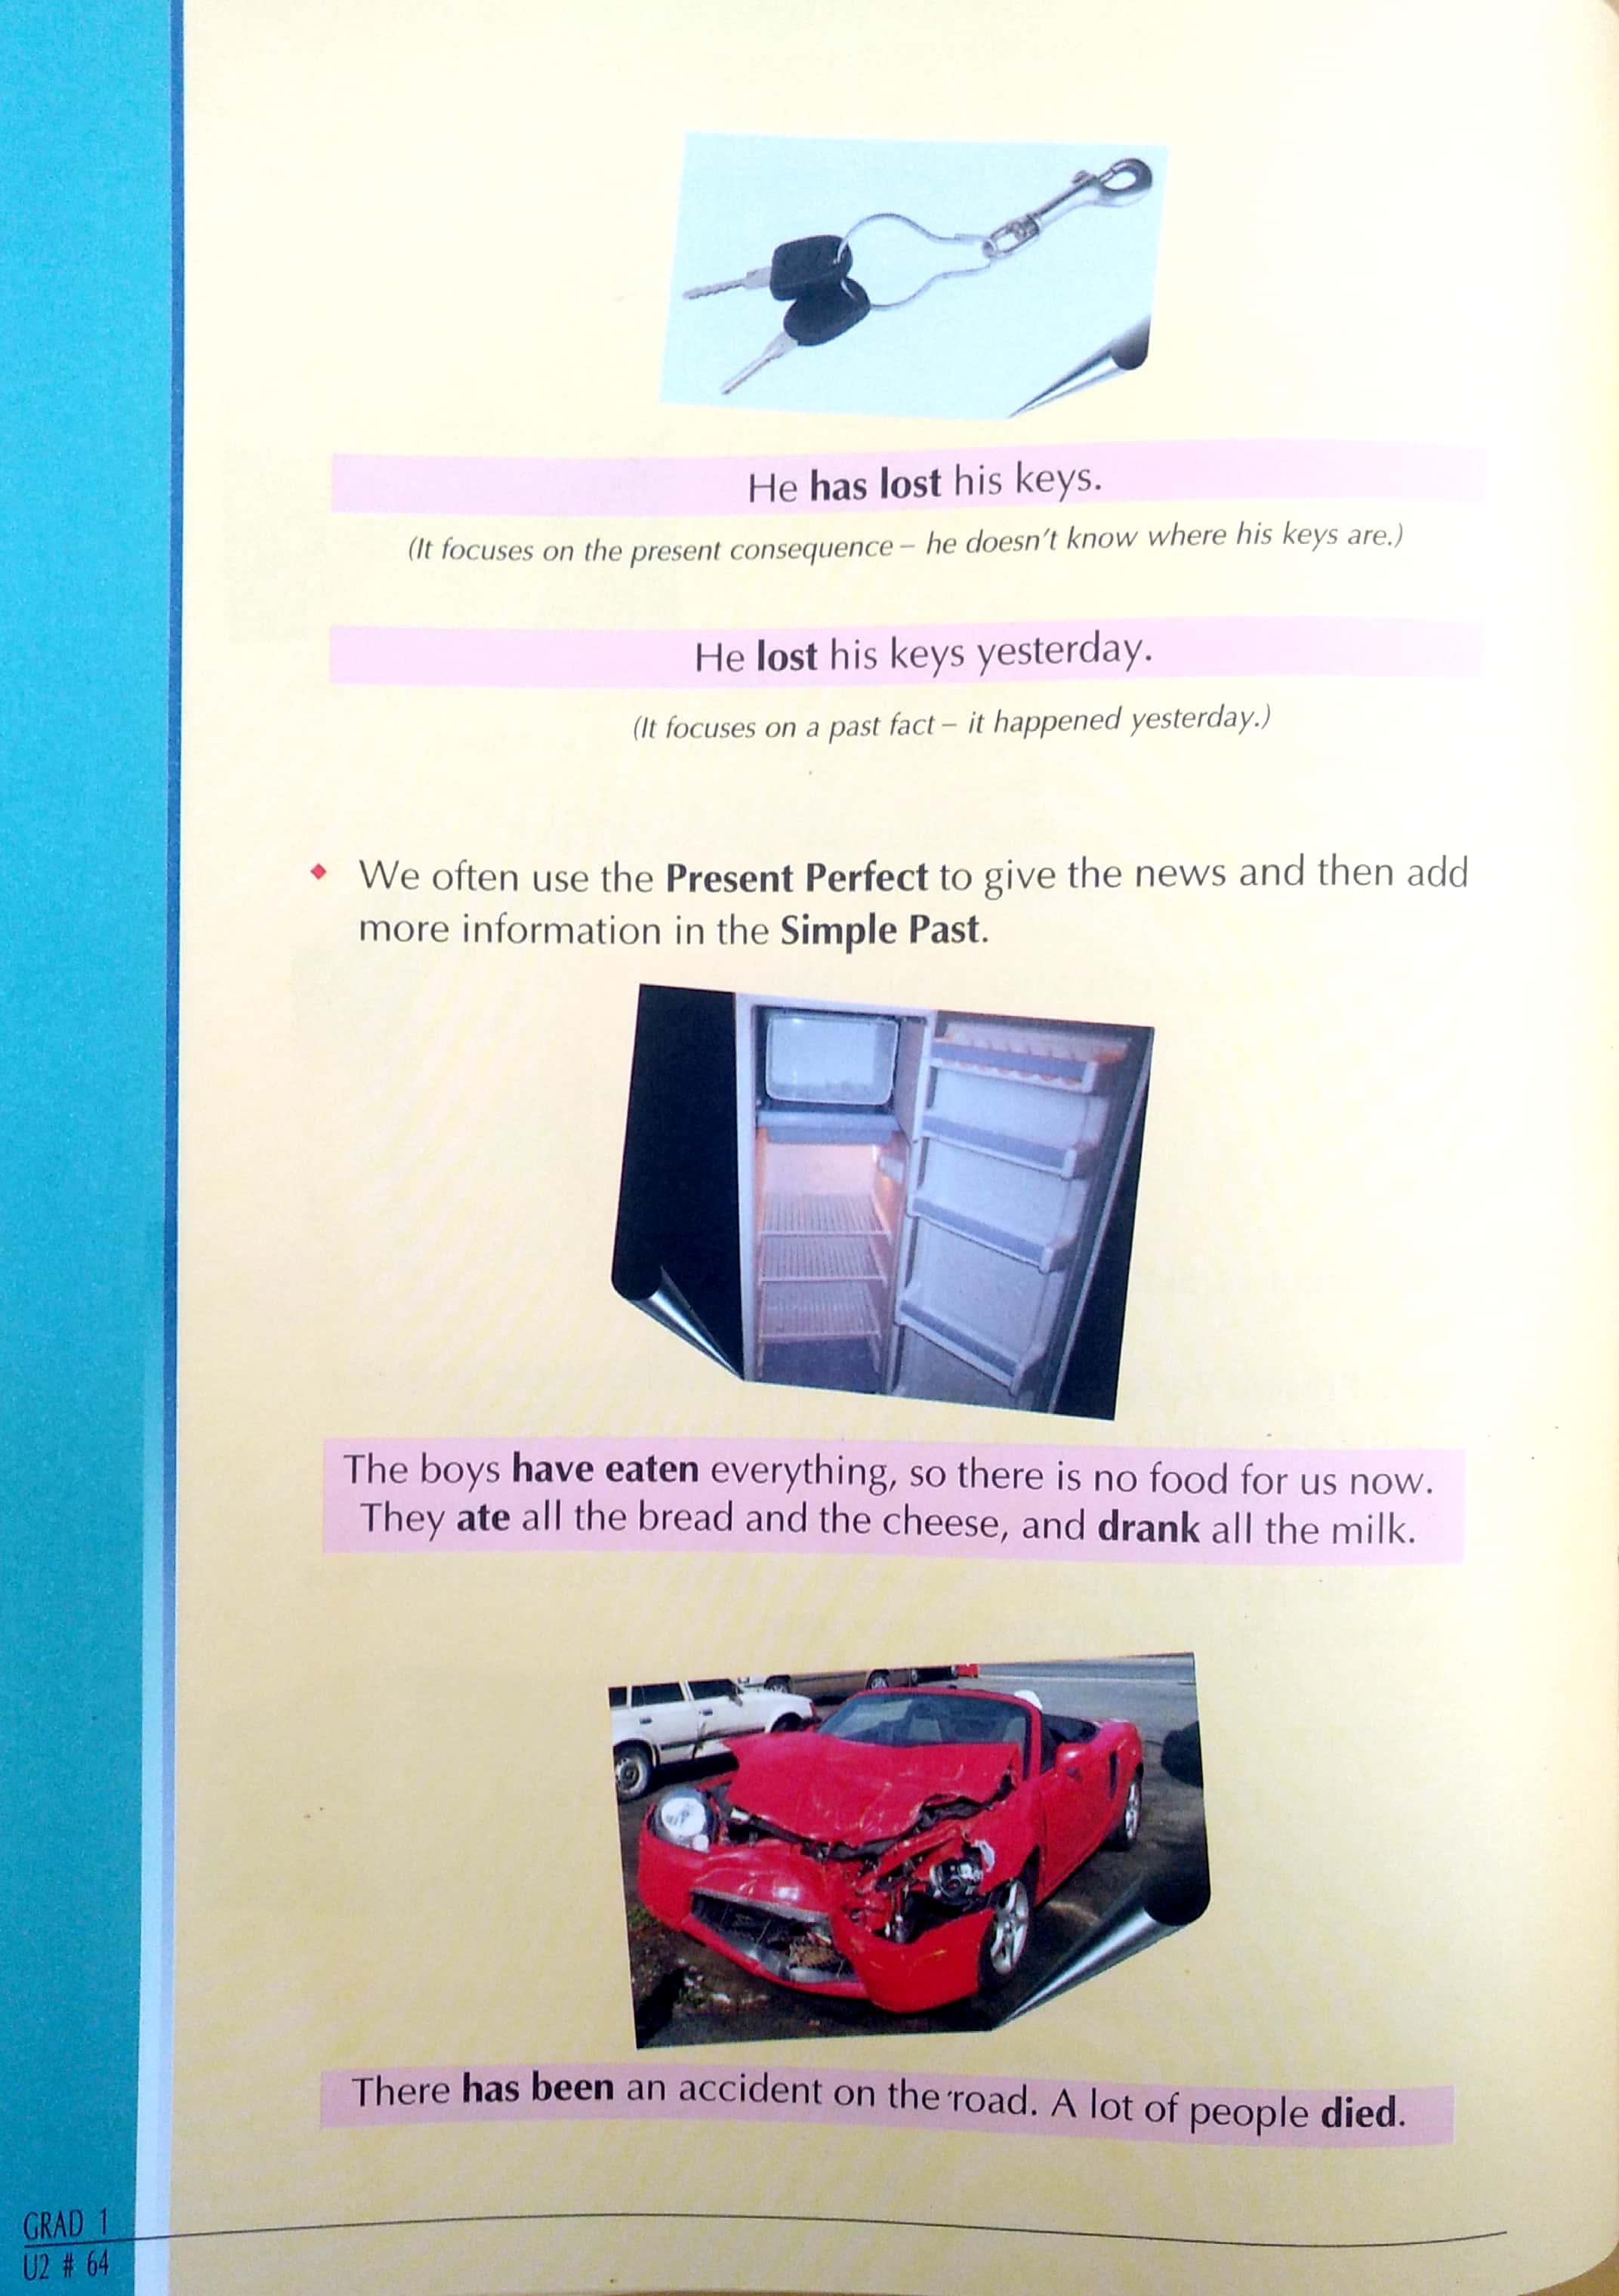 He has lost his keys.
(It focuses on the present consequence – he doesn't know where his keys are.)
He lost his keys yesterday.
(It focuses on a past fact – it happened yesterday.)
We often use the Present Perfect to give the news and then add
more information in the Simple Past.
The boys have eaten everything, so there is no food for us now.
They ate all the bread and the cheese, and drank all the milk.
There has been an accident on the road. A lot of people died.
GRAD 1
U2 # 64